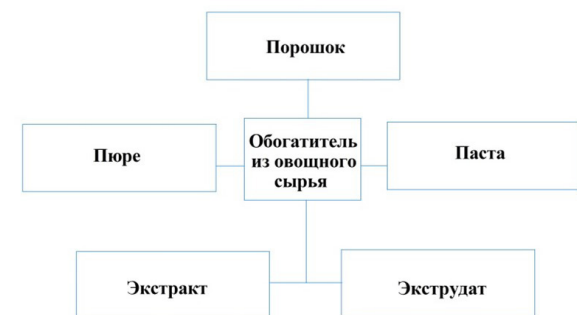 Порошок
Пюре
Обогатитель
из овощного
сырья
Паста
Экстракт
Экструдат